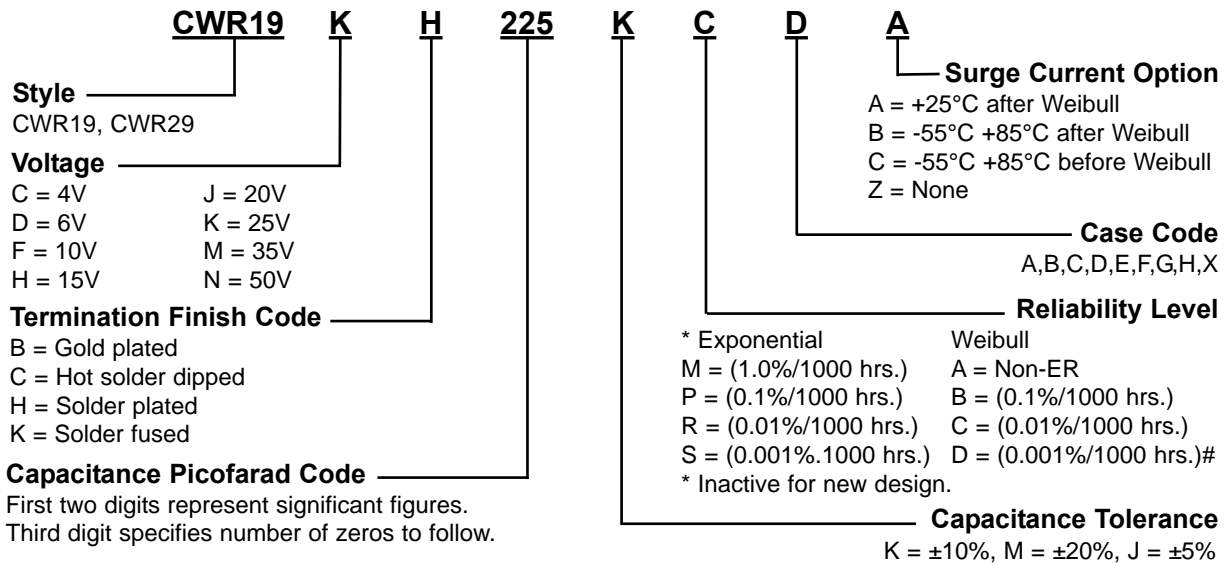 CWR19 K H 225 K C D A
Style
CWR19, CWR29
Voltage
C = 4V J = 20V
D = 6V K = 25V
F = 10V M = 35V
H = 15V N = 50V
Termination Finish Code
B = Gold plated
C = Hot solder dipped
H = Solder plated
K = Solder fused
Capacitance Picofarad Code
First two digits represent significant figures.
Third digit specifies number of zeros to follow.
Surge Current Option
A = +25°C after Weibull
B = -55°C +85°C after Weibull
C = -55°C +85°C before Weibull
Z = None
Case Code
A,B,C,D,E,F,G,H,X
Reliability Level
* Exponential Weibull
M = (1.0%/1000 hrs.) A = Non-ER
P = (0.1%/1000 hrs.) B = (0.1%/1000 hrs.)
R = (0.01%/1000 hrs.) C = (0.01%/1000 hrs.)
S = (0.001%.1000 hrs.) D = (0.001%/1000 hrs.)#
* Inactive for new design.
Capacitance Tolerance
K = ±10%, M = ±20%, J = ±5%